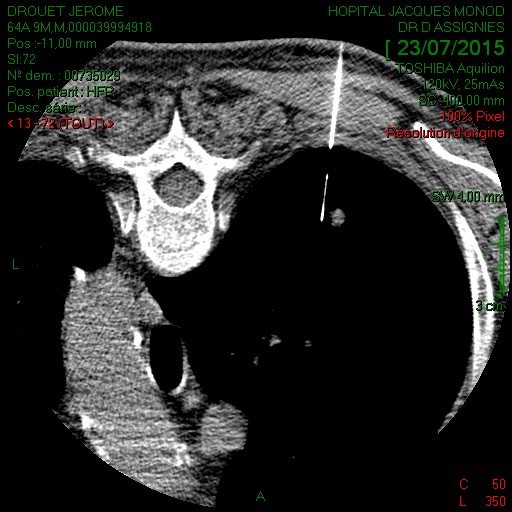 DROUET JEROME
64A 9M,M,000039994918
Pos :-11,00 mm
SI:72
N° dem. : 00735029
Pos. patient : HFP
Desc. série :
< 13 - 72 (TOUT) >
HOPITAL JACQUES MONOD
DR D ASSIGNIES
[ 23/07/2015
TOSHIBA Aquilion
120kV, 25mAs
400,00 mm
100% Pixel
Résolution d'origine
SW-4,00 mm
L
3 cm
A
C 50
L 350